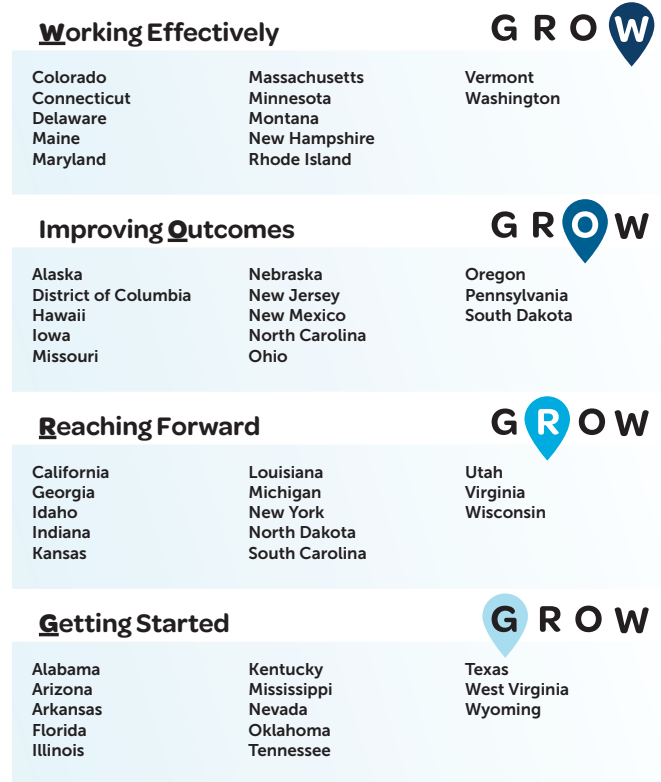 Working Effectively
GROW
Colorado
Connecticut
Delaware
Maine
Maryland
Massachusetts
Minnesota
Montana
New Hampshire
Rhode Island
Vermont
Washington
Improving Outcomes
GROW
Alaska
District of Columbia
Hawaii
Iowa
Missouri
Nebraska
New Jersey
New Mexico
North Carolina
Ohio
Oregon
Pennsylvania
South Dakota
Reaching Forward
GROW
California
Georgia
Idaho
Indiana
Kansas
Louisiana
Michigan
New York
North Dakota
South Carolina
Utah
Virginia
Wisconsin
Getting Started
GROW
Alabama
Arizona
Arkansas
Florida
Illinois
Kentucky
Mississippi
Nevada
Oklahoma
Tennessee
Texas
West Virginia
Wyoming